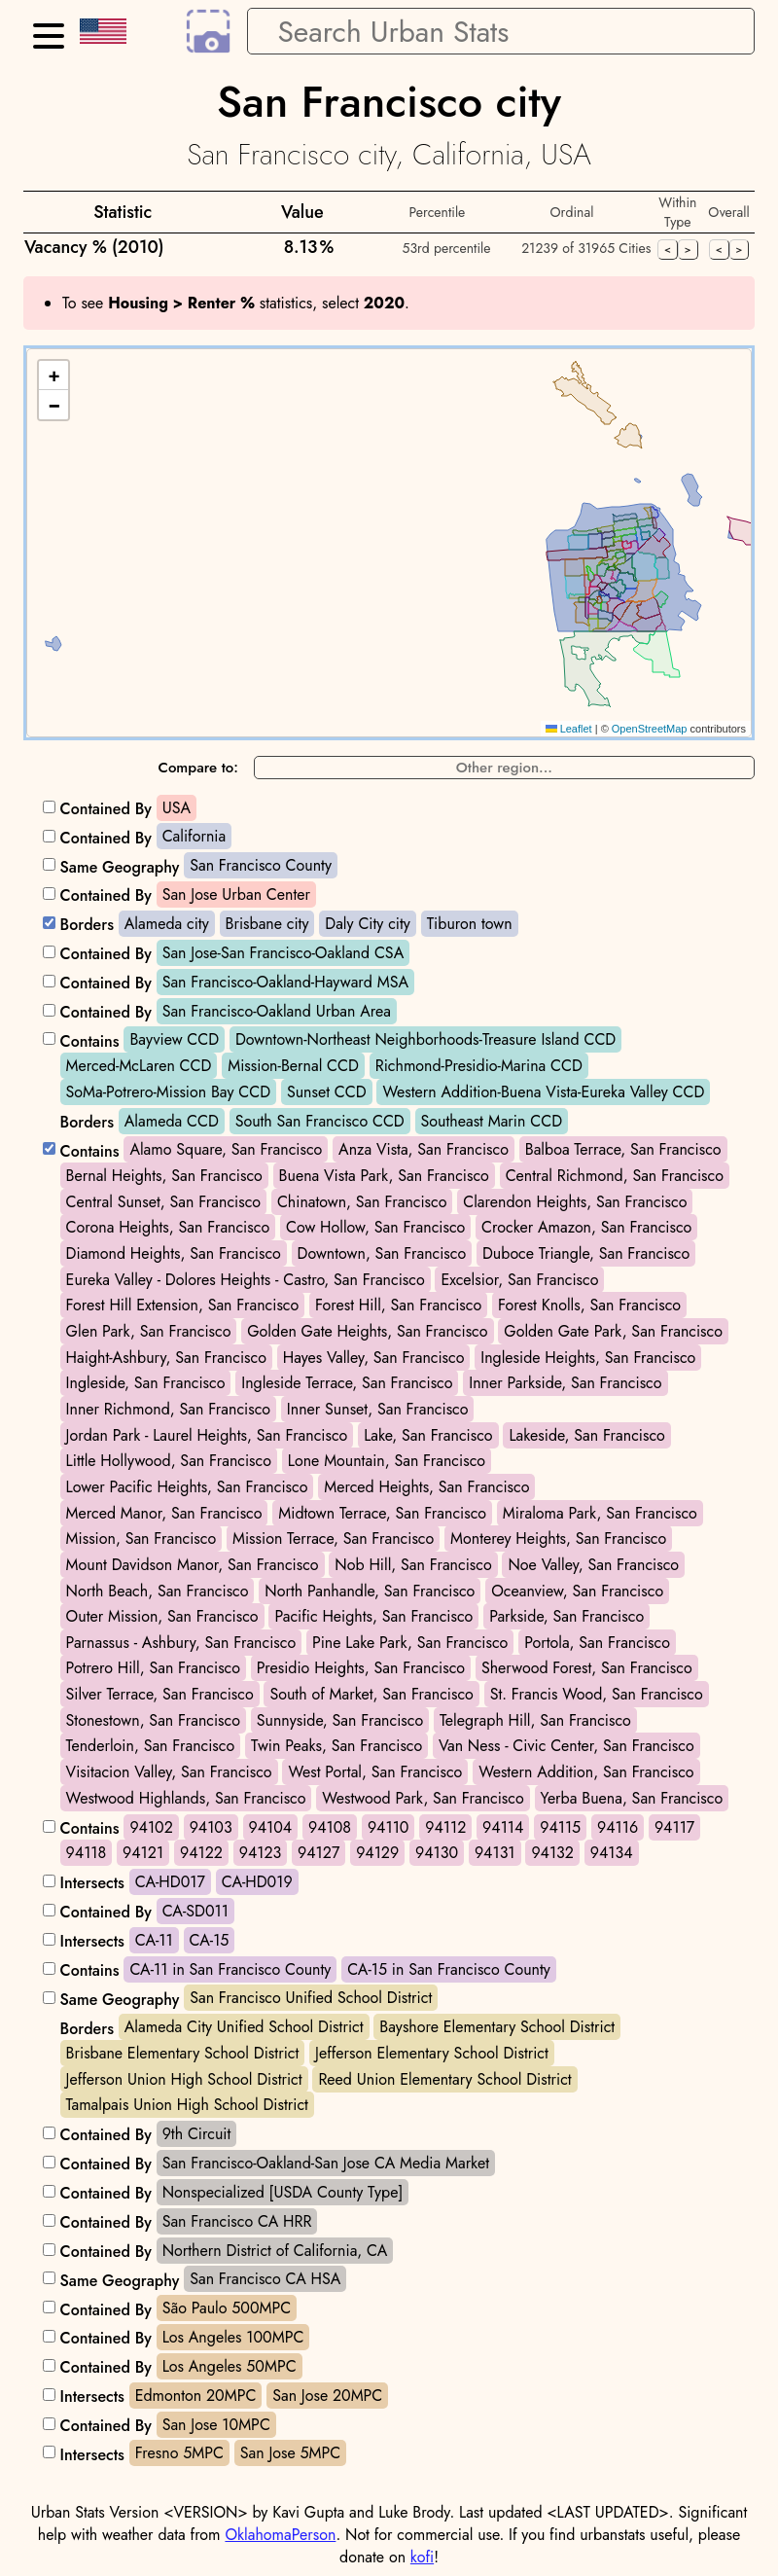 Search Urban Stats
San Francisco city
San Francisco city, California, USA
Statistic Value Percentile Ordinal Within Type Overall
Vacancy % (2010) 8.13% 53rd percentile 21239 of 31965 Cities < > < >
• To see Housing > Renter % statistics, select 2020.
+
−
Leaflet | © OpenStreetMap contributors
Compare to: Other region...
Contained By USA
Contained By California
Same Geography San Francisco County
Contained By San Jose Urban Center
Borders Alameda city Brisbane city Daly City city Tiburon town
Contained By San Jose-San Francisco-Oakland CSA
Contained By San Francisco-Oakland-Hayward MSA
Contained By San Francisco-Oakland Urban Area
Contains Bayview CCD Downtown-Northeast Neighborhoods-Treasure Island CCD
Merced-McLaren CCD Mission-Bernal CCD Richmond-Presidio-Marina CCD
SoMa-Potrero-Mission Bay CCD Sunset CCD Western Addition-Buena Vista-Eureka Valley CCD
Borders Alameda CCD South San Francisco CCD Southeast Marin CCD
Contains Alamo Square, San Francisco Anza Vista, San Francisco Balboa Terrace, San Francisco
Bernal Heights, San Francisco Buena Vista Park, San Francisco Central Richmond, San Francisco
Central Sunset, San Francisco Chinatown, San Francisco Clarendon Heights, San Francisco
Corona Heights, San Francisco Cow Hollow, San Francisco Crocker Amazon, San Francisco
Diamond Heights, San Francisco Downtown, San Francisco Duboce Triangle, San Francisco
Eureka Valley - Dolores Heights - Castro, San Francisco Excelsior, San Francisco
Forest Hill Extension, San Francisco Forest Hill, San Francisco Forest Knolls, San Francisco
Glen Park, San Francisco Golden Gate Heights, San Francisco Golden Gate Park, San Francisco
Haight-Ashbury, San Francisco Hayes Valley, San Francisco Ingleside Heights, San Francisco
Ingleside, San Francisco Ingleside Terrace, San Francisco Inner Parkside, San Francisco
Inner Richmond, San Francisco Inner Sunset, San Francisco
Jordan Park - Laurel Heights, San Francisco Lake, San Francisco Lakeside, San Francisco
Little Hollywood, San Francisco Lone Mountain, San Francisco
Lower Pacific Heights, San Francisco Merced Heights, San Francisco
Merced Manor, San Francisco Midtown Terrace, San Francisco Miraloma Park, San Francisco
Mission, San Francisco Mission Terrace, San Francisco Monterey Heights, San Francisco
Mount Davidson Manor, San Francisco Nob Hill, San Francisco Noe Valley, San Francisco
North Beach, San Francisco North Panhandle, San Francisco Oceanview, San Francisco
Outer Mission, San Francisco Pacific Heights, San Francisco Parkside, San Francisco
Parnassus - Ashbury, San Francisco Pine Lake Park, San Francisco Portola, San Francisco
Potrero Hill, San Francisco Presidio Heights, San Francisco Sherwood Forest, San Francisco
Silver Terrace, San Francisco South of Market, San Francisco St. Francis Wood, San Francisco
Stonestown, San Francisco Sunnyside, San Francisco Telegraph Hill, San Francisco
Tenderloin, San Francisco Twin Peaks, San Francisco Van Ness - Civic Center, San Francisco
Visitacion Valley, San Francisco West Portal, San Francisco Western Addition, San Francisco
Westwood Highlands, San Francisco Westwood Park, San Francisco Yerba Buena, San Francisco
Contains 94102 94103 94104 94108 94110 94112 94114 94115 94116 94117
94118 94121 94122 94123 94127 94129 94130 94131 94132 94134
Intersects CA-HD017 CA-HD019
Contained By CA-SD011
Intersects CA-11 CA-15
Contains CA-11 in San Francisco County CA-15 in San Francisco County
Same Geography San Francisco Unified School District
Borders Alameda City Unified School District Bayshore Elementary School District
Brisbane Elementary School District Jefferson Elementary School District
Jefferson Union High School District Reed Union Elementary School District
Tamalpais Union High School District
Contained By 9th Circuit
Contained By San Francisco-Oakland-San Jose CA Media Market
Contained By Nonspecialized [USDA County Type]
Contained By San Francisco CA HRR
Contained By Northern District of California, CA
Same Geography San Francisco CA HSA
Contained By São Paulo 500MPC
Contained By Los Angeles 100MPC
Contained By Los Angeles 50MPC
Intersects Edmonton 20MPC San Jose 20MPC
Contained By San Jose 10MPC
Intersects Fresno 5MPC San Jose 5MPC
Urban Stats Version <VERSION> by Kavi Gupta and Luke Brody. Last updated <LAST UPDATED>. Significant
help with weather data from OklahomaPerson. Not for commercial use. If you find urbanstats useful, please
donate on kofi!